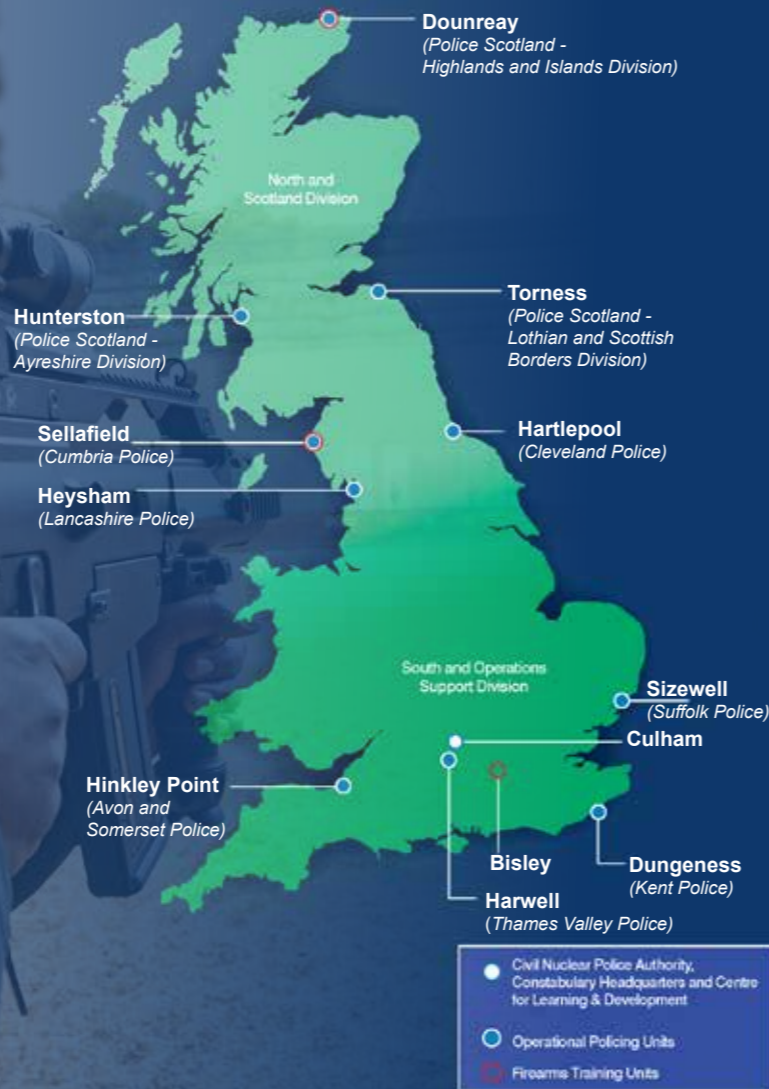 Dounreay
(Police Scotland -
Highlands and Islands Division)
North and
Scotland Division
Hunterston
(Police Scotland -
Ayreshire Division)
Torness
(Police Scotland -
Lothian and Scottish
Borders Division)
Sellafield
(Cumbria Police)
Hartlepool
(Cleveland Police)
Heysham
(Lancashire Police)
South and Operations
Support Division
Sizewell
(Suffolk Police)
Culham
Hinkley Point
(Avon and
Somerset Police)
Bisley
Dungeness
(Kent Police)
Harwell
(Thames Valley Police)
Civil Nuclear Police Authority,
Constabulary Headquarters and Centre
for Learning & Development
Operational Policing Units
Firearms Training Units